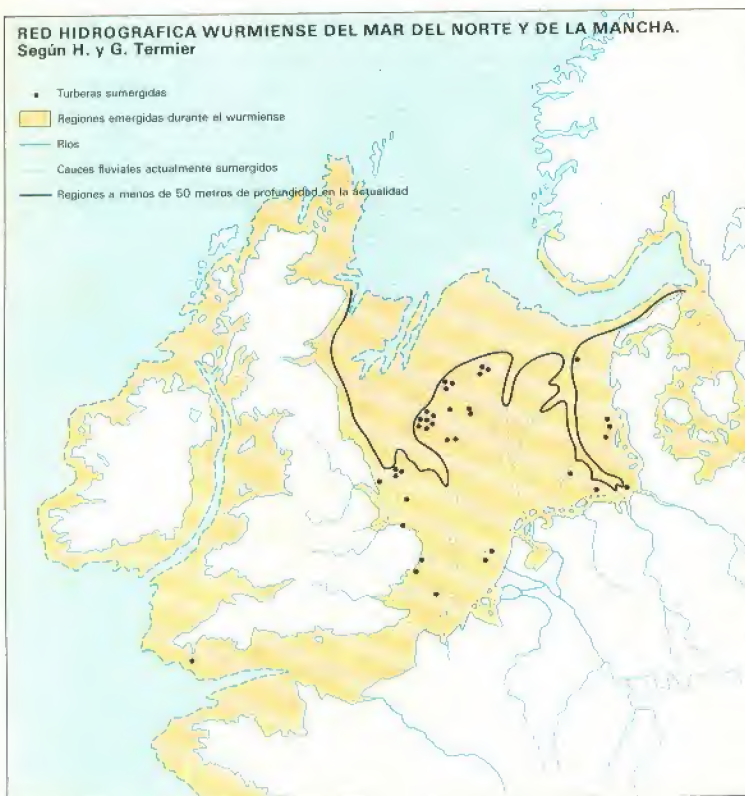 RED HIDROGRAFICA WURMIENSE DEL MAR DEL NORTE Y DE LA MANCHA.
Según H. y G. Termier
Turberas sumergidas
Regiones emergidas durante el wurmiense
Ríos
Cauces fluviales actualmente sumergidos
Regiones a menos de 50 metros de profundidad en la actualidad